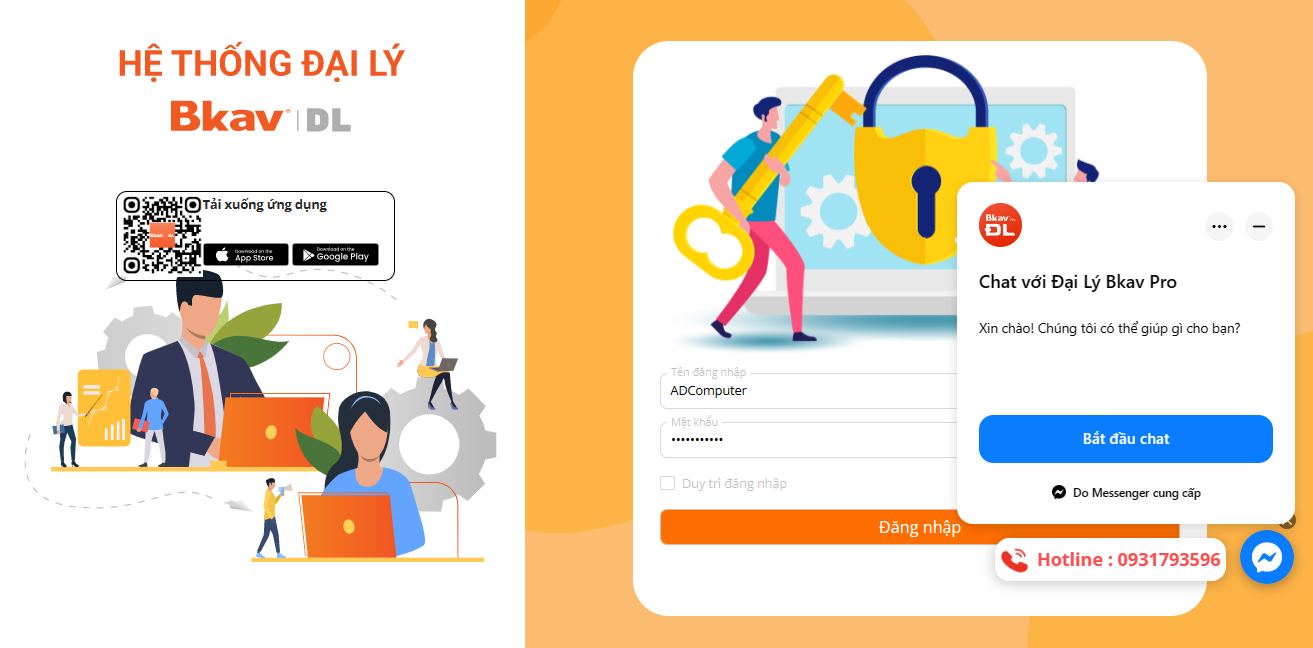 HỆ THỐNG ĐẠI LÝ
Bkav® | DL
Tải xuống ứng dụng
Download on the
App Store
Download on the
Google Play
Tên đăng nhập
ADComputer
Mật khẩu
•••••••••••
Duy trì đăng nhập
Đăng nhập
Bkav Pro
DL
Chat với Đại Lý Bkav Pro
Xin chào! Chúng tôi có thể giúp gì cho bạn?
Bắt đầu chat
Do Messenger cung cấp
Hotline : 0931793596